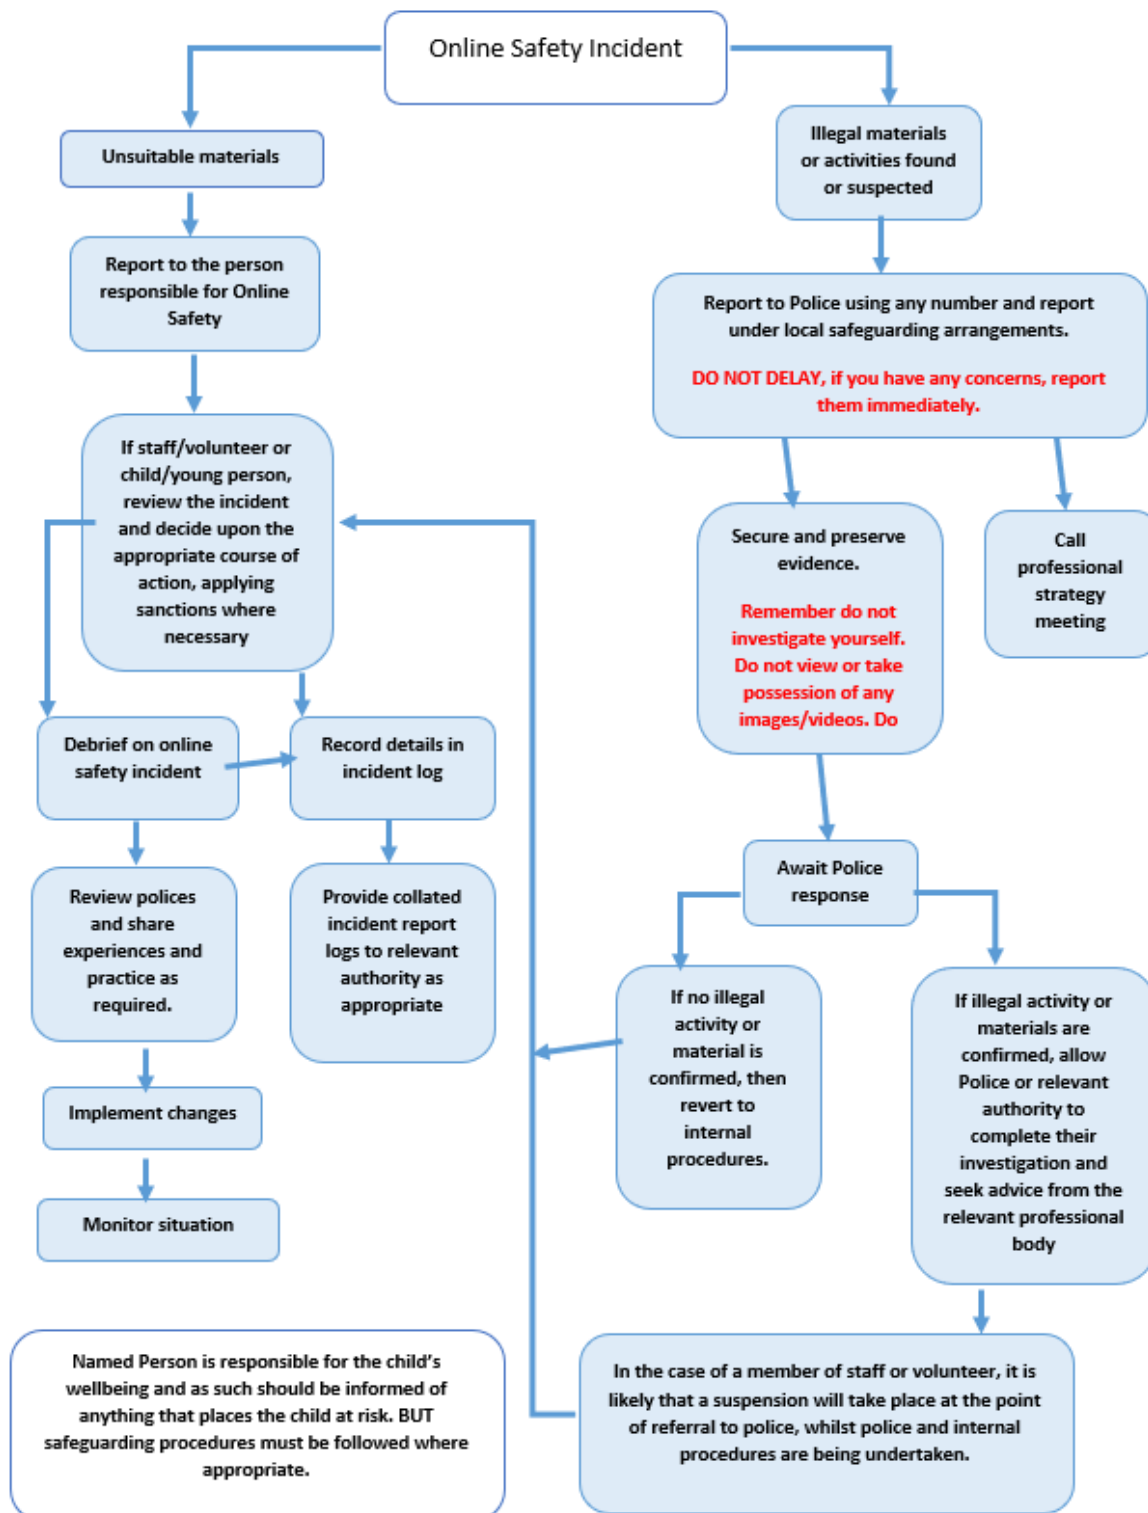 Online Safety Incident
Unsuitable materials
Report to the person
responsible for Online
Safety
If staff/volunteer or
child/young person,
review the incident
and decide upon the
appropriate course of
action, applying
sanctions where
necessary
Debrief on online
safety incident
Record details in
incident log
Review polices
and share
experiences and
practice as
required.
Provide collated
incident report
logs to relevant
authority as
appropriate
Implement changes
Monitor situation
Illegal materials
or activities found
or suspected
Report to Police using any number and report
under local safeguarding arrangements.
DO NOT DELAY, if you have any concerns, report
them immediately.
Secure and preserve
evidence.
Remember do not
investigate yourself.
Do not view or take
possession of any
images/videos. Do
Call
professional
strategy
meeting
Await Police
response
If no illegal
activity or
material is
confirmed, then
revert to
internal
procedures.
If illegal activity or
materials are
confirmed, allow
Police or relevant
authority to
complete their
investigation and
seek advice from the
relevant professional
body
In the case of a member of staff or volunteer, it is
likely that a suspension will take place at the point
of referral to police, whilst police and internal
procedures are being undertaken.
Named Person is responsible for the child's
wellbeing and as such should be informed of
anything that places the child at risk. BUT
safeguarding procedures must be followed where
appropriate.